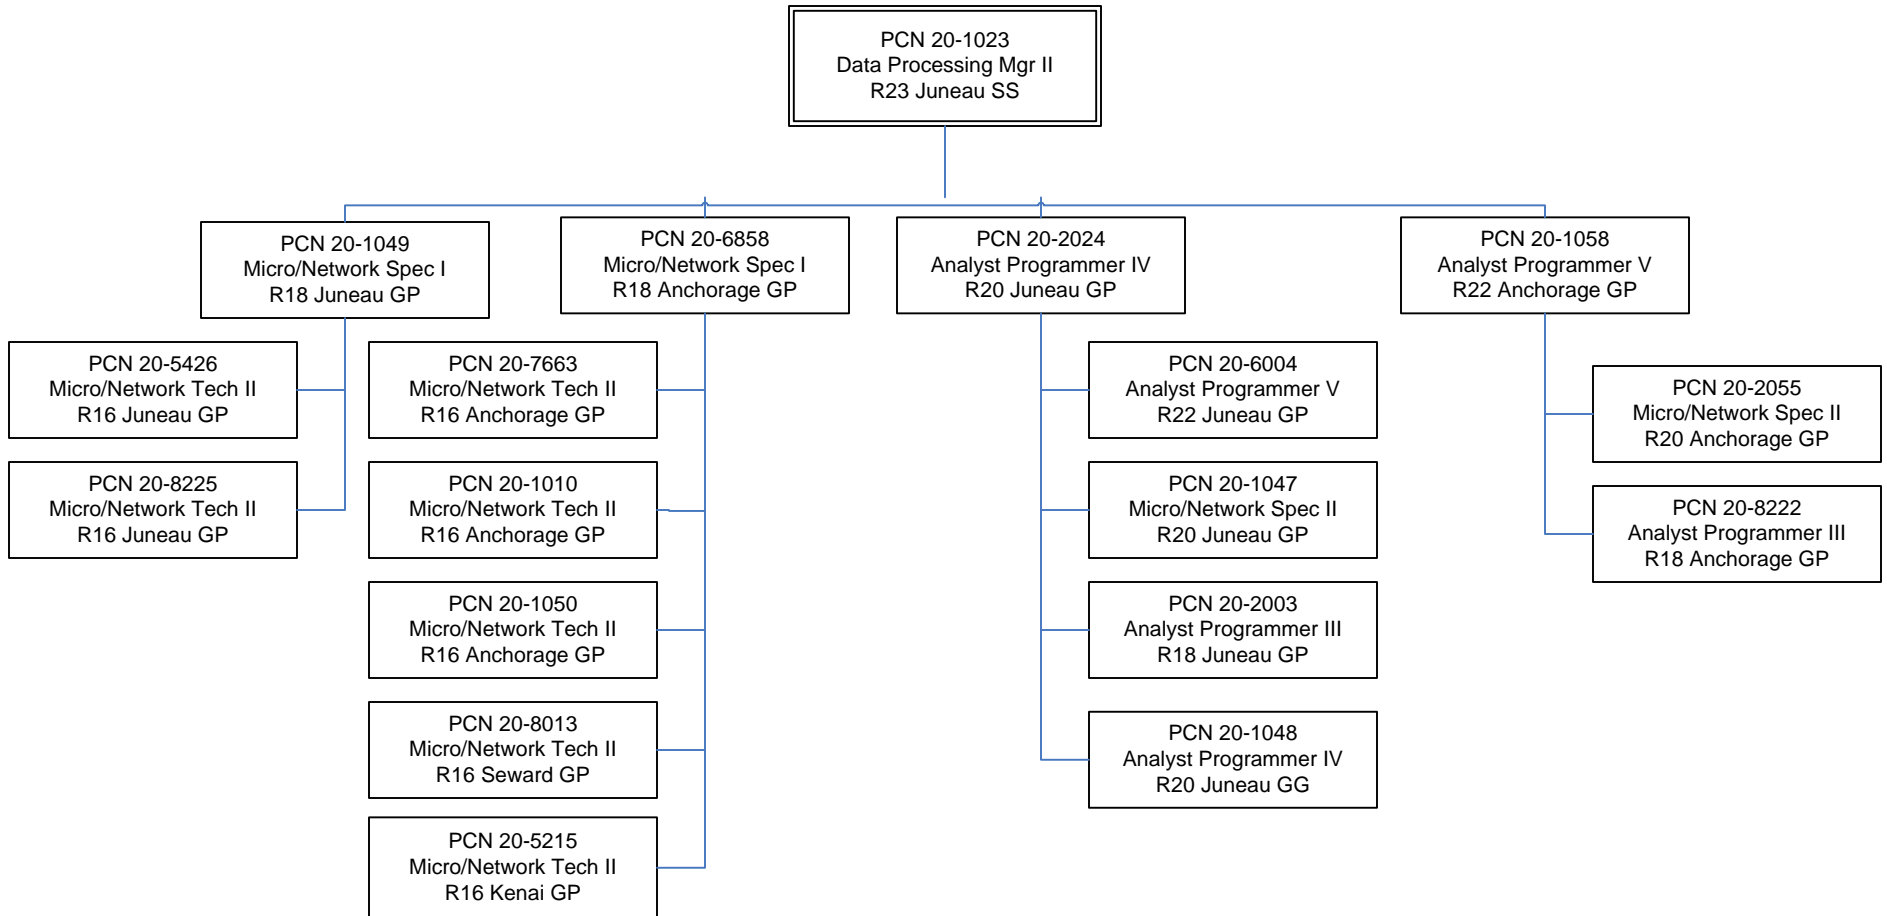 PCN 20-1023
Data Processing Mgr II
R23 Juneau SS
PCN 20-1049
Micro/Network Spec I
R18 Juneau GP
PCN 20-6858
Micro/Network Spec I
R18 Anchorage GP
PCN 20-2024
Analyst Programmer IV
R20 Juneau GP
PCN 20-1058
Analyst Programmer V
R22 Anchorage GP
PCN 20-5426
Micro/Network Tech II
R16 Juneau GP
PCN 20-8225
Micro/Network Tech II
R16 Juneau GP
PCN 20-7663
Micro/Network Tech II
R16 Anchorage GP
PCN 20-1010
Micro/Network Tech II
R16 Anchorage GP
PCN 20-1050
Micro/Network Tech II
R16 Anchorage GP
PCN 20-8013
Micro/Network Tech II
R16 Seward GP
PCN 20-5215
Micro/Network Tech II
R16 Kenai GP
PCN 20-6004
Analyst Programmer V
R22 Juneau GP
PCN 20-1047
Micro/Network Spec II
R20 Juneau GP
PCN 20-2003
Analyst Programmer III
R18 Juneau GP
PCN 20-1048
Analyst Programmer IV
R20 Juneau GG
PCN 20-2055
Micro/Network Spec II
R20 Anchorage GP
PCN 20-8222
Analyst Programmer III
R18 Anchorage GP